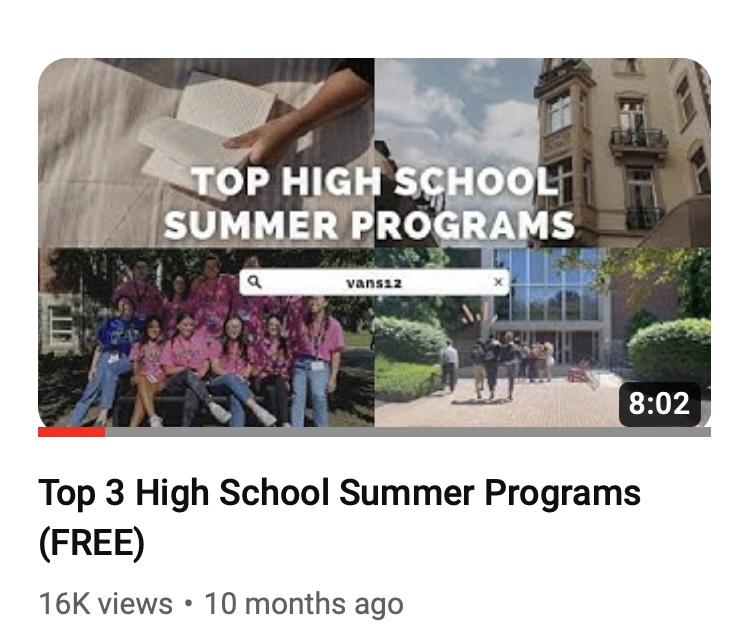 TOP HIGH SCHOOL
SUMMER PROGRAMS
vans12
8:02
Top 3 High School Summer Programs
(FREE)
16K views • 10 months ago